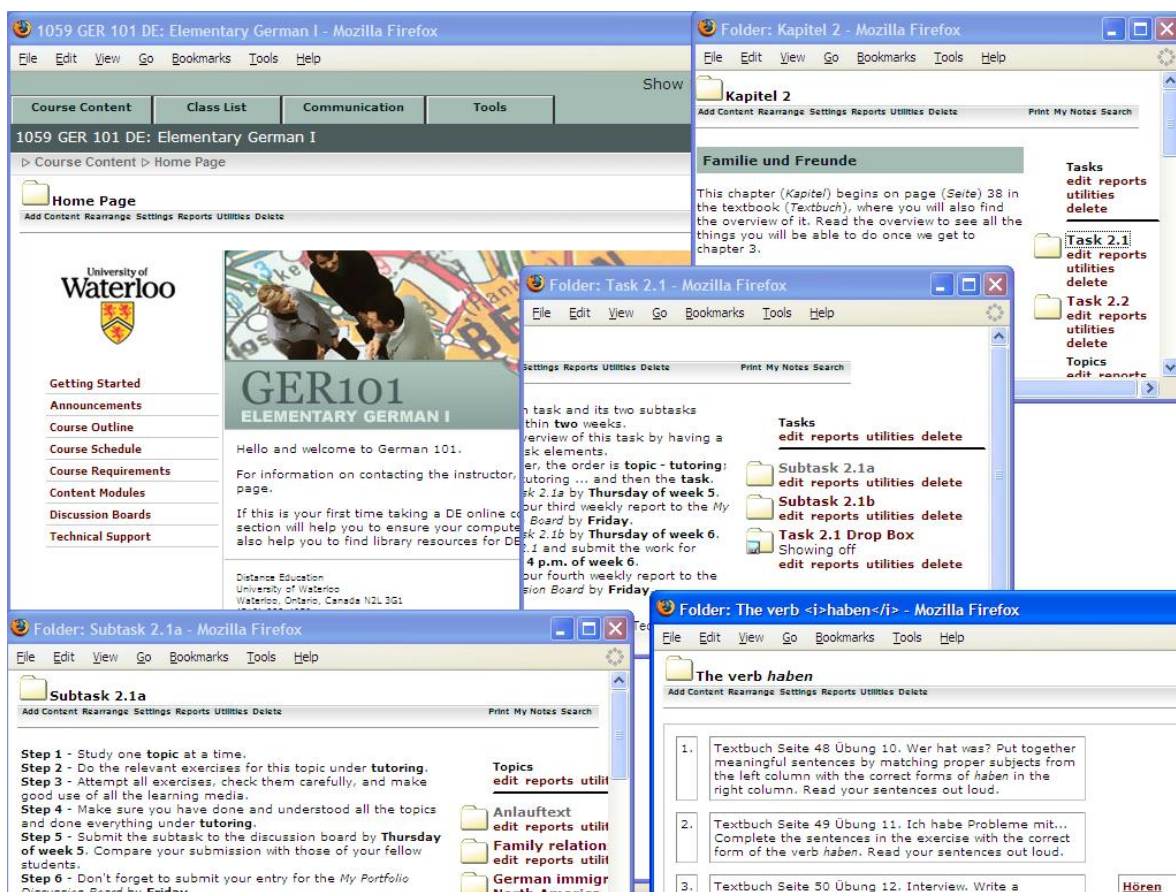 1059 GER 101 DE: Elementary German I - Mozilla Firefox
File Edit View Go Bookmarks Tools Help
Show
Course Content Class List Communication Tools
1059 GER 101 DE: Elementary German I
Course Content Home Page
Home Page
Add Content Rearrange Settings Reports Utilities Delete
University of
Waterloo
Getting Started
Announcements
Course Outline
Course Schedule
Course Requirements
Content Modules
Discussion Boards
Technical Support
GER101
ELEMENTARY GERMAN I
Hello and welcome to German 101.
For information on contacting the instructor,
page.
If this is your first time taking a DE online
section will help you to ensure your compute
also help you to find library resources for DE
Distance Education
University of Waterloo
Waterloo, Ontario, Canada N2L 3G1
Folder: Kapitel 2 - Mozilla Firefox
File Edit View Go Bookmarks Tools Help
Kapitel 2
Add Content Rearrange Settings Reports Utilities Delete Print My Notes Search
Familie und Freunde
This chapter (Kapitel) begins on page (Seite) 38 in
the textbook (Textbuch), where you will also find
the overview of it. Read the overview to see all the
things you will be able to do once we get to
chapter 3.
Tasks
edit reports
utilities
delete
Task 2.1
edit reports
utilities
delete
Task 2.2
edit reports
utilities
delete
Topics
edit reports
Folder: Task 2.1 - Mozilla Firefox
File Edit View Go Bookmarks Tools Help
Settings Reports Utilities Delete Print My Notes Search
task and its two subtasks
thin two weeks.
verview of this task by having a
sk elements.
er, the order is topic - tutoring;
utoring ... and then the task.
sk 2.1a by Thursday of week 5.
our third weekly report to the My
Board by Friday.
sk 2.1b by Thursday of week 6.
2.1 and submit the work for
4 p.m. of week 6.
our fourth weekly report to the
sion Board by Friday
Tasks
edit reports utilities delete
Subtask 2.1a
edit reports utilities delete
Subtask 2.1b
edit reports utilities delete
Task 2.1 Drop Box
Showing off
edit reports utilities delete
Folder: Subtask 2.1a - Mozilla Firefox
File Edit View Go Bookmarks Tools Help
Subtask 2.1a
Add Content Rearrange Settings Reports Utilities Delete Print My Notes Search
Step 1 - Study one topic at a time.
Step 2 - Do the relevant exercises for this topic under tutoring.
Step 3 - Attempt all exercises, check them carefully, and make
good use of all the learning media.
Step 4 - Make sure you have done and understood all the topics
and done everything under tutoring.
Step 5 - Submit the subtask to the discussion board by Thursday
of week 5. Compare your submission with those of your fellow
students.
Step 6 - Don't forget to submit your entry for the My Portfolio
Discussion Board by Friday
Topics
edit reports utilit
Anlauftext
edit reports utilit
Family relation
edit reports utilit
German immigr
North America
Folder: The verb <i>haben</i> - Mozilla Firefox
File Edit View Go Bookmarks Tools Help
The verb haben
Add Content Rearrange Settings Reports Utilities Delete
1. Textbuch Seite 48 Übung 10. Wer hat was? Put together
meaningful sentences by matching proper subjects from
the left column with the correct forms of haben in the
right column. Read your sentences out loud.
2. Textbuch Seite 49 Übung 11. Ich habe Probleme mit...
Complete the sentences in the exercise with the correct
form of the verb haben. Read your sentences out loud.
3. Textbuch Seite 50 Übung 12. Interview. Write a
Hören